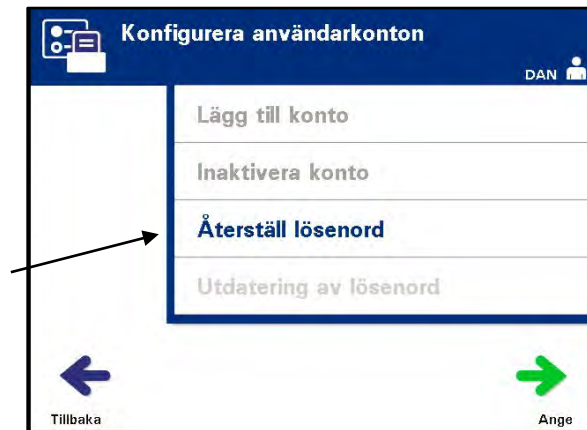 Konfigurera användarkonton
DAN
Lägg till konto
Inaktivera konto
Återställ lösenord
Utdatering av lösenord
Tillbaka
Ange